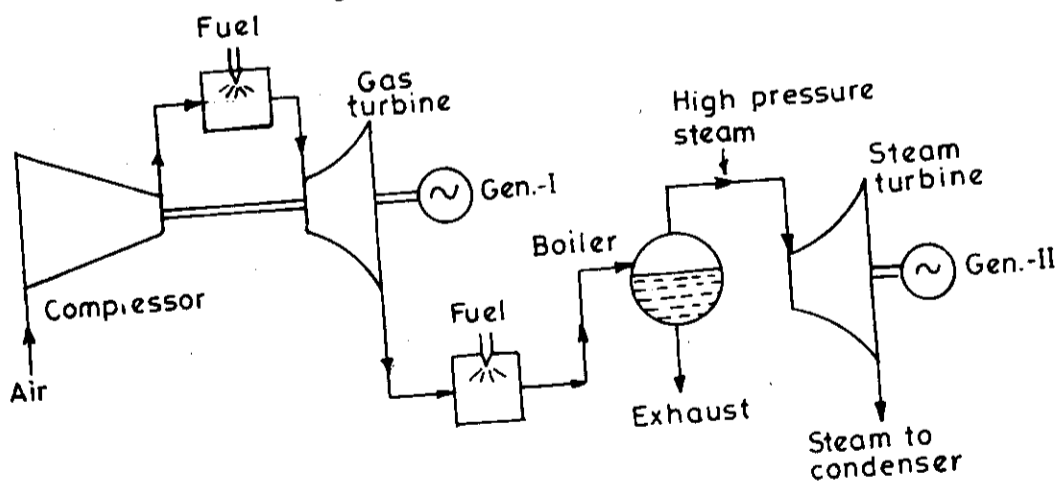 Fuel
Gas
turbine
High pressure
steam
Steam
turbine
Gen.-I
Boiler
Gen.-II
Compressor
Fuel
Air
Exhaust
Steam to
condenser